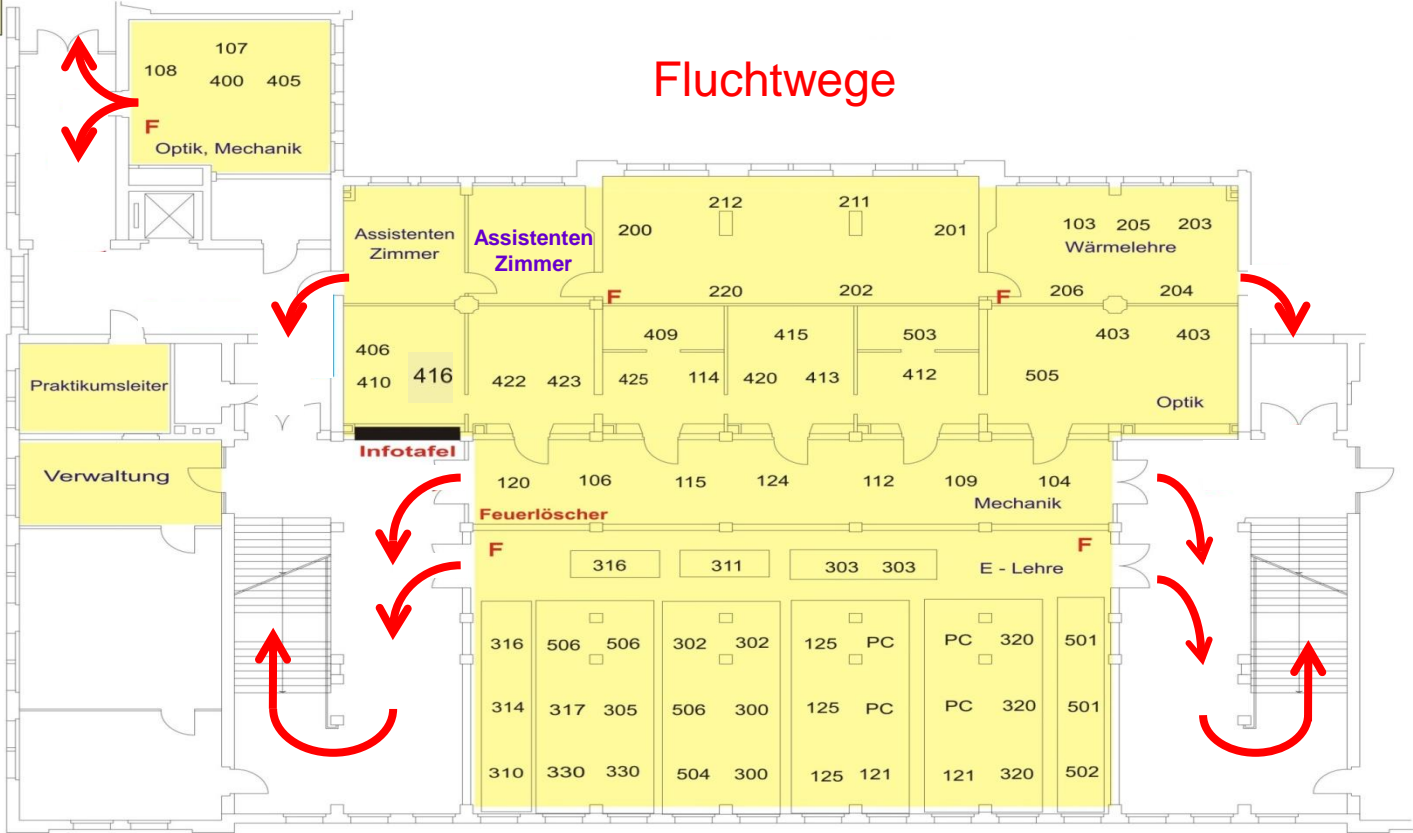 Fluchtwege
107
108 400 405
F
Optik, Mechanik
Assistenten
Zimmer
Assistenten
Zimmer
200 212 211 201
F 220 202
103 205 203
Wärmelehre
F 206 204
406
410 416
422 423
409
425 114
415
420 413
503
412
403 403
505
Optik
Praktikumsleiter
Verwaltung
Infotafel
120 106 115 124 112 109 104
Mechanik
Feuerlöscher
F F
316 311 303 303 E - Lehre
316 506 506 302 302 125 PC PC 320 501
314 317 305 506 300 125 PC PC 320 501
310 330 330 504 300 125 121 121 320 502